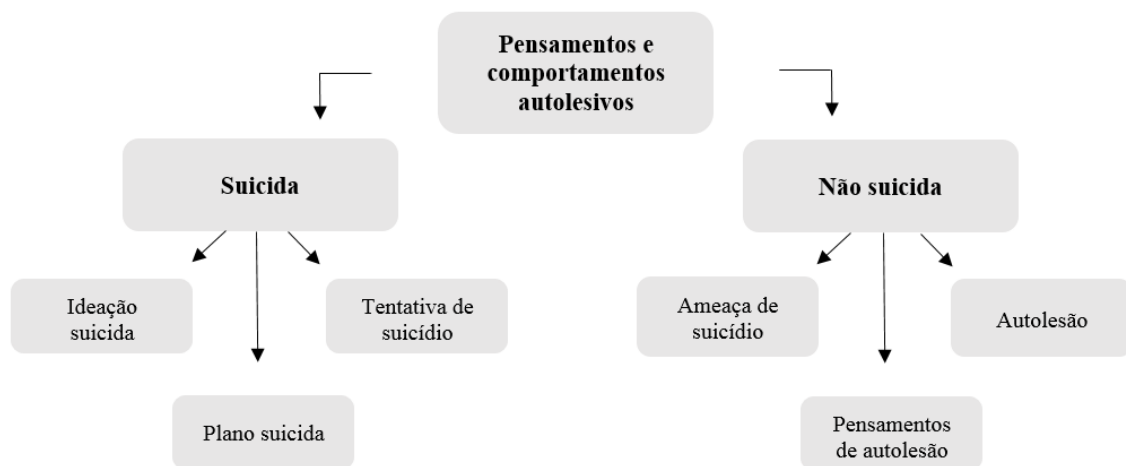 Pensamentos e
comportamentos
autolesivos
Suicida
Não suicida
Ideação
suicida
Tentativa de
suicídio
Ameaça de
suicídio
Autolesão
Plano suicida
Pensamentos
de autolesão